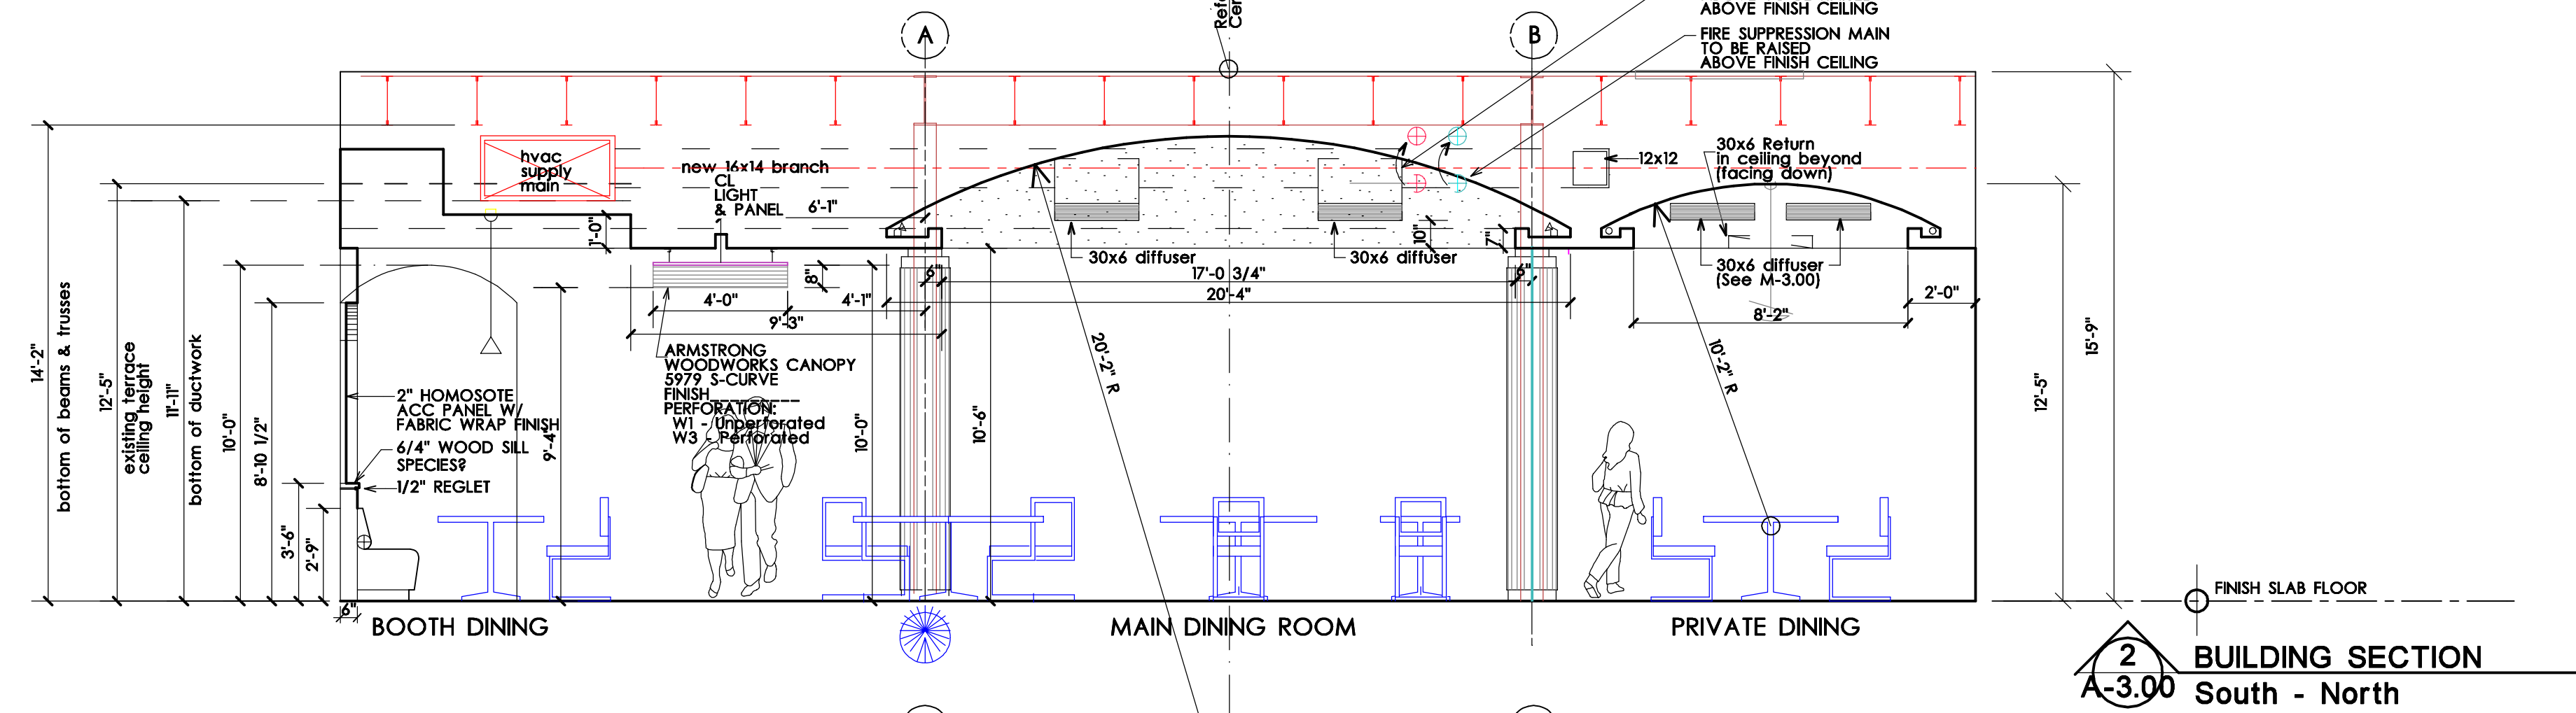 ABOVE FINISH CEILING
FIRE SUPPRESSION MAIN
TO BE RAISED
ABOVE FINISH CEILING
A
B
hvac
supply
main
new 16x14 branch
CL
LIGHT
& PANEL
6'-1"
1'-0"
12x12
30x6 Return
in ceiling beyond
(facing down)
30x6 diffuser
30x6 diffuser
10"
7"
30x6 diffuser
(See M-3.00)
8"
6"
17'-0 3/4"
6"
4'-0"
4'-1"
20'-4"
2'-0"
9'-3"
8'-2"
14'-2"
bottom of beams & trusses
12'-5"
existing terrace
ceiling height
11'-11"
bottom of ductwork
10'-0"
8'-10 1/2"
3'-6"
2'-9"
9'-4"
10'-0"
10'-6"
20'-2" R
10'-2" R
12'-5"
15'-9"
ARMSTRONG
WOODWORKS CANOPY
5979 S-CURVE
FINISH__________
PERFORATION:
W1 - Unperforated
W3 - Perforated
2" HOMOSOTE
ACC PANEL W/
FABRIC WRAP FINISH
6/4" WOOD SILL
SPECIES?
1/2" REGLET
6"
BOOTH DINING
MAIN DINING ROOM
PRIVATE DINING
FINISH SLAB FLOOR
2
A-3.00
BUILDING SECTION
South - North